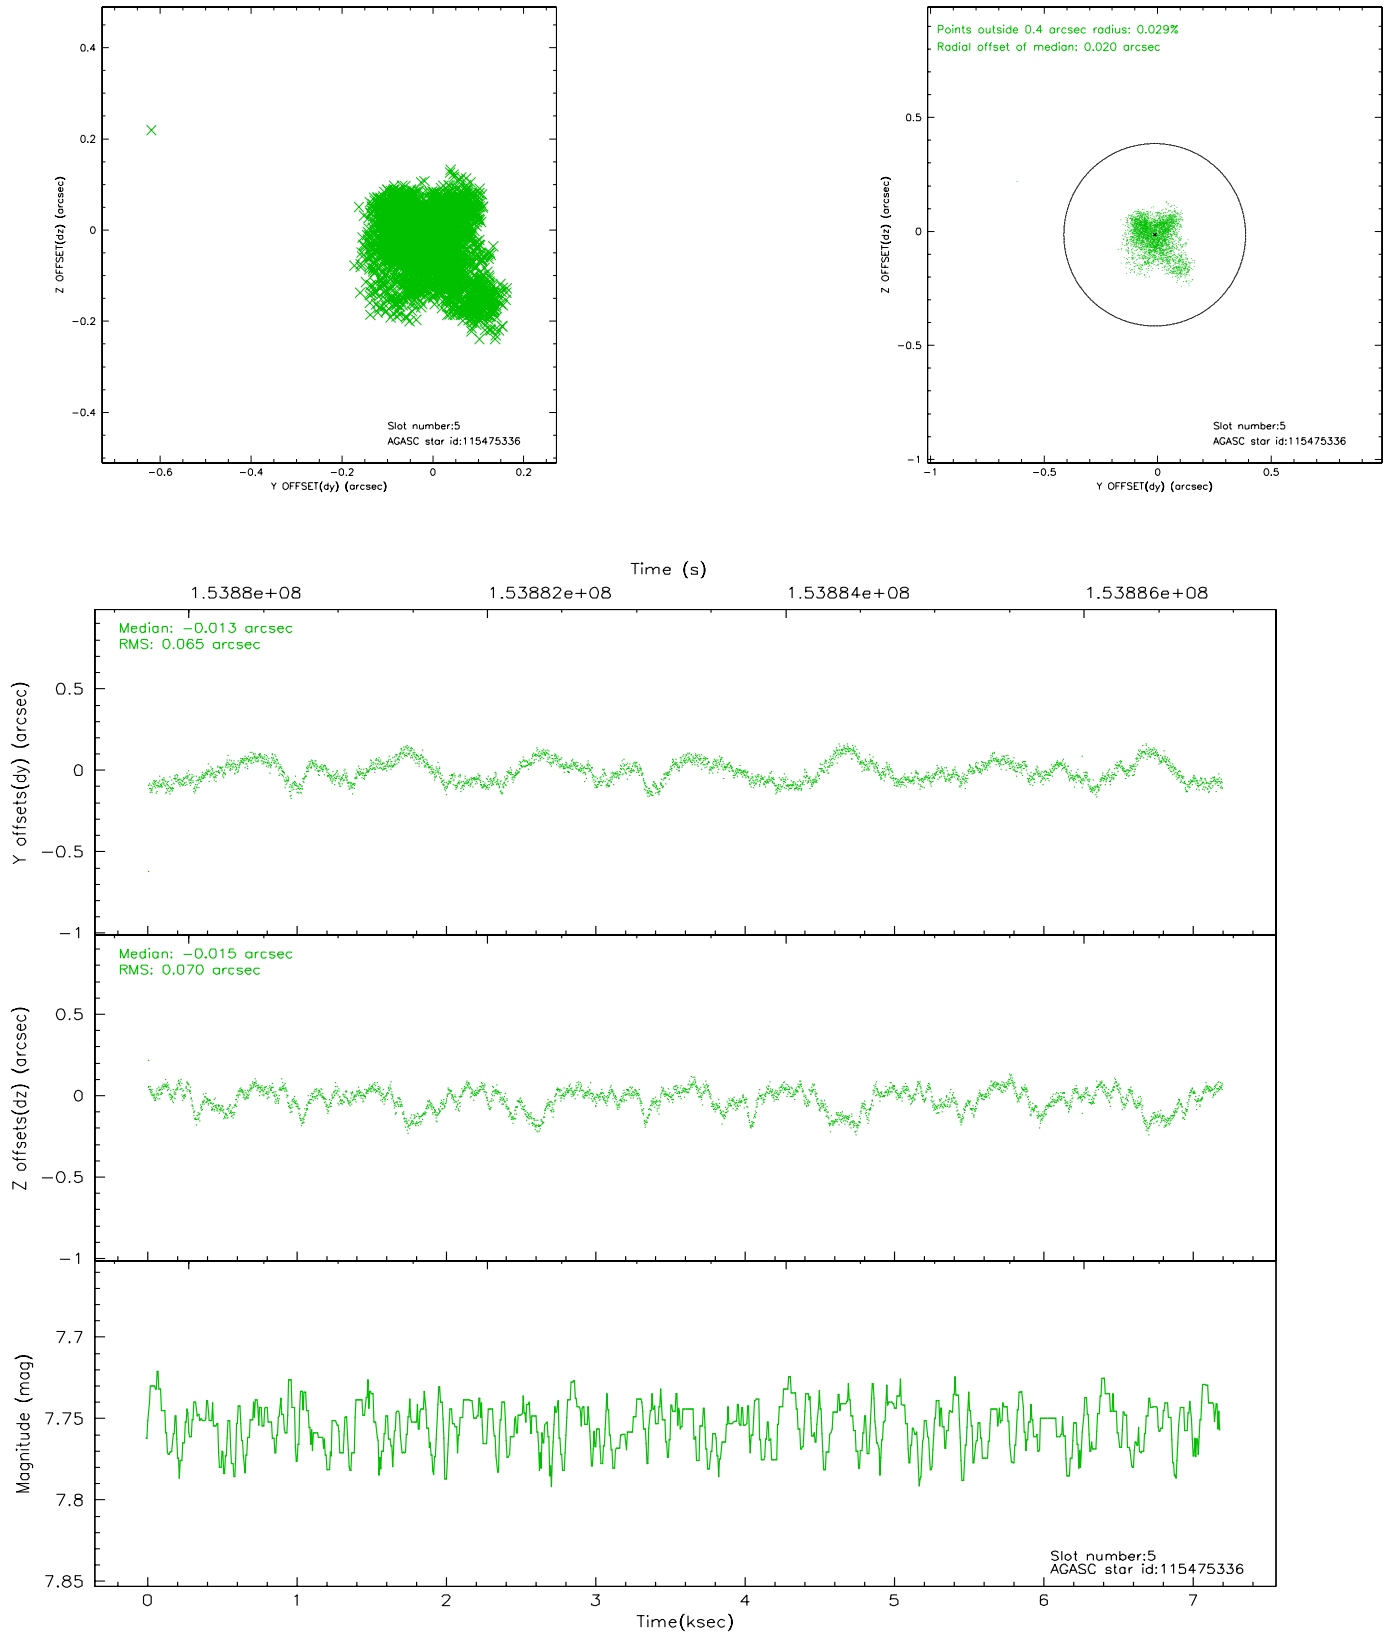 0.4
0.2
0
−0.2
−0.4
Z OFFSET(dz) (arcsec)
Slot number:5
AGASC star id:115475336
−0.6
−0.4
−0.2
0
0.2
Y OFFSET(dy) (arcsec)
Points outside 0.4 arcsec radius: 0.029%
Radial offset of median: 0.020 arcsec
0.5
0
−0.5
−1
Z OFFSET(dz) (arcsec)
Slot number:5
AGASC star id:115475336
−1
−0.5
0
0.5
Y OFFSET(dy) (arcsec)
Time (s)
1.5388e+08
1.53882e+08
1.53884e+08
1.53886e+08
Median: −0.013 arcsec
RMS: 0.065 arcsec
0.5
0
−0.5
−1
Y offsets(dy) (arcsec)
Median: −0.015 arcsec
RMS: 0.070 arcsec
0.5
0
−0.5
−1
Z offsets(dz) (arcsec)
7.7
7.75
7.8
7.85
Magnitude (mag)
Slot number:5
AGASC star id:115475336
0
1
2
3
4
5
6
7
Time(ksec)